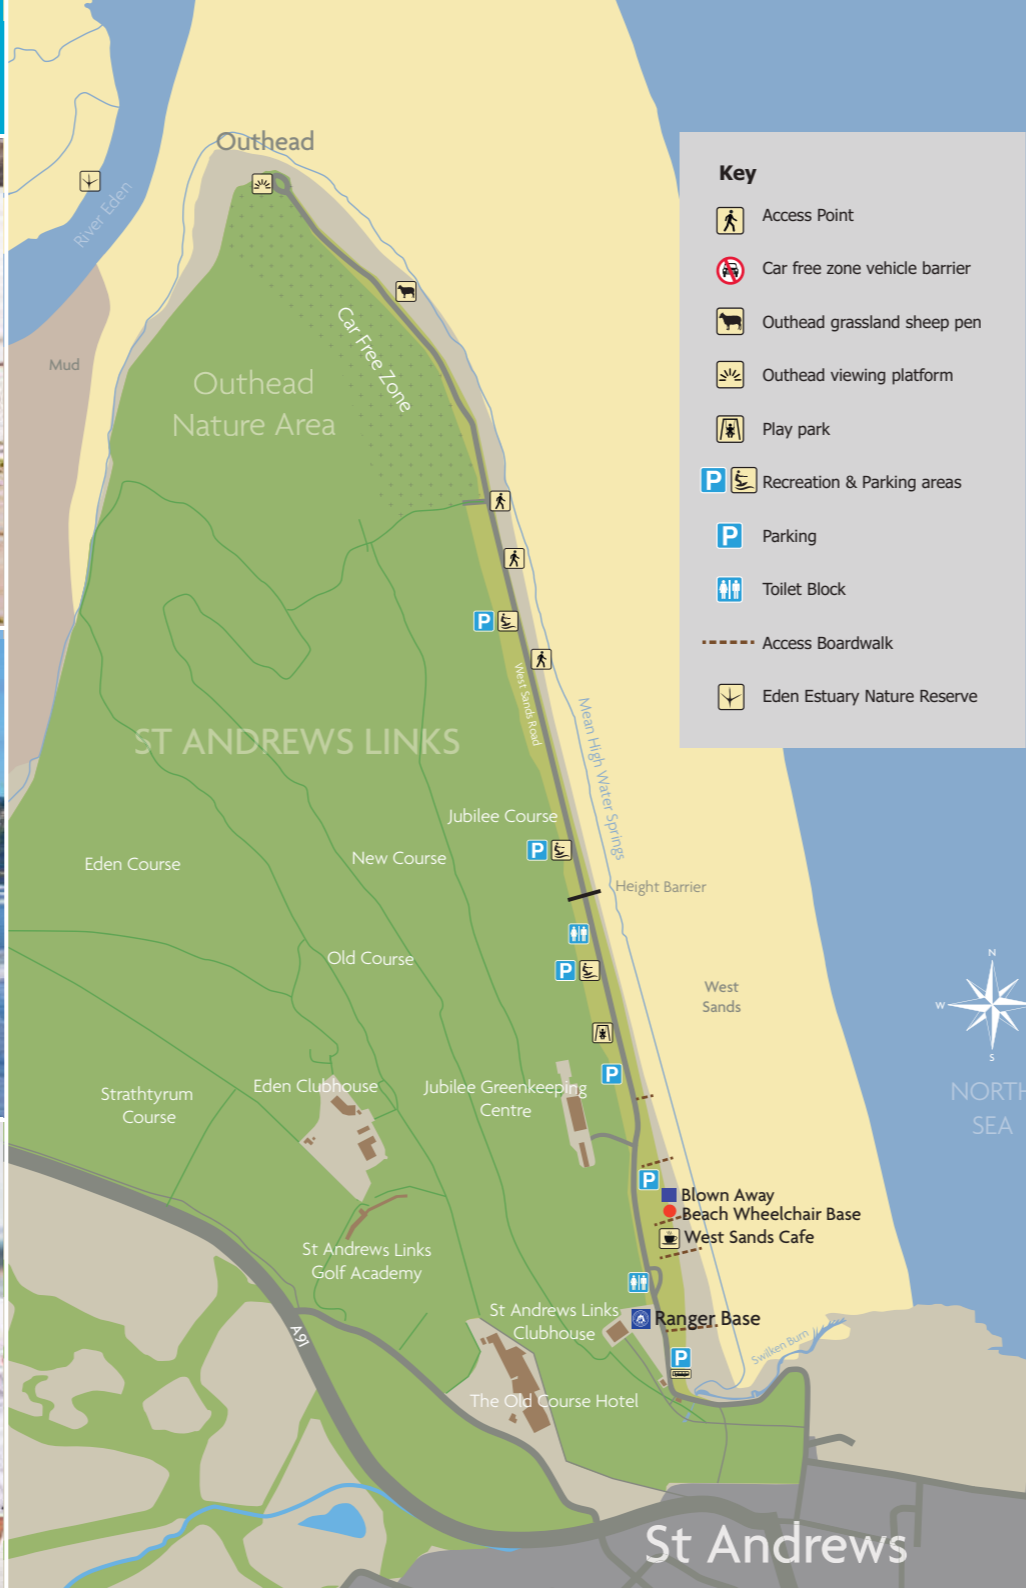 Outhead
River Eden
Mud
Car Free Zone
Outhead
Nature Area
ST ANDREWS LINKS
West Sands Road
Mean High Water Springs
Jubilee Course
Eden Course
New Course
Height Barrier
Old Course
West
Sands
Strathtyrum
Course
Eden Clubhouse
Jubilee Greenkeeping
Centre
P
P
P
P
P
P
Blown Away
Beach Wheelchair Base
West Sands Cafe
St Andrews Links
Golf Academy
St Andrews Links
Clubhouse
Ranger Base
Swilken Burn
A91
The Old Course Hotel
St Andrews
N
W
S
NORTH
SEA
Key
Access Point
Car free zone vehicle barrier
Outhead grassland sheep pen
Outhead viewing platform
Play park
P Recreation & Parking areas
P Parking
Toilet Block
Access Boardwalk
Eden Estuary Nature Reserve